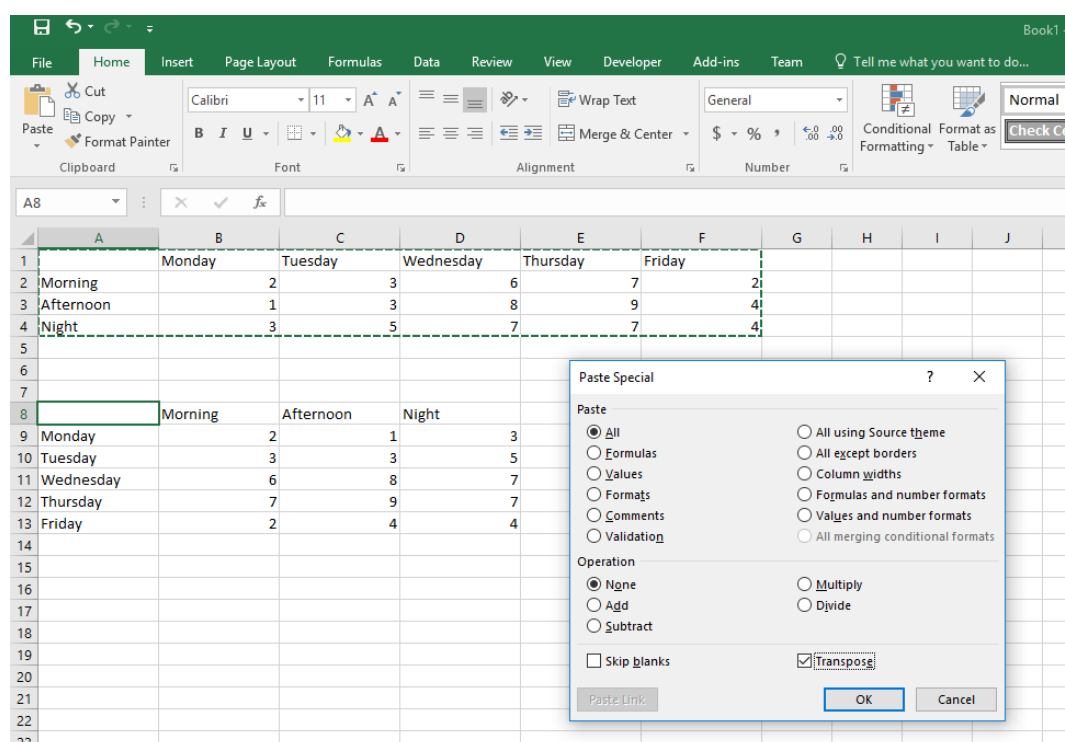 Book1 -
File Home Insert Page Layout Formulas Data Review View Developer Add-ins Team Tell me what you want to do...
Cut
Copy
Format Painter
Paste
Calibri 11 A A
B I U A
Wrap Text
Merge & Center
General
$ % , .00 .0
Conditional Formatting
Format as Table
Normal
Check
Clipboard Font Alignment Number
A8 fx
A B C D E F G H I J
1 Monday Tuesday Wednesday Thursday Friday
2 Morning 2 3 6 7 2
3 Afternoon 1 3 8 9 4
4 Night 3 5 7 7 4
5
6
7
8 Morning Afternoon Night
9 Monday 2 1 3
10 Tuesday 3 3 5
11 Wednesday 6 8 7
12 Thursday 7 9 7
13 Friday 2 4 4
14
15
16
17
18
19
20
21
22
Paste Special ?
Paste
All All using Source theme
Formulas All except borders
Values Column widths
Formats Formulas and number formats
Comments Values and number formats
Validation All merging conditional formats
Operation
None Multiply
Add Divide
Subtract
Skip blanks Transpose
Paste Link OK Cancel